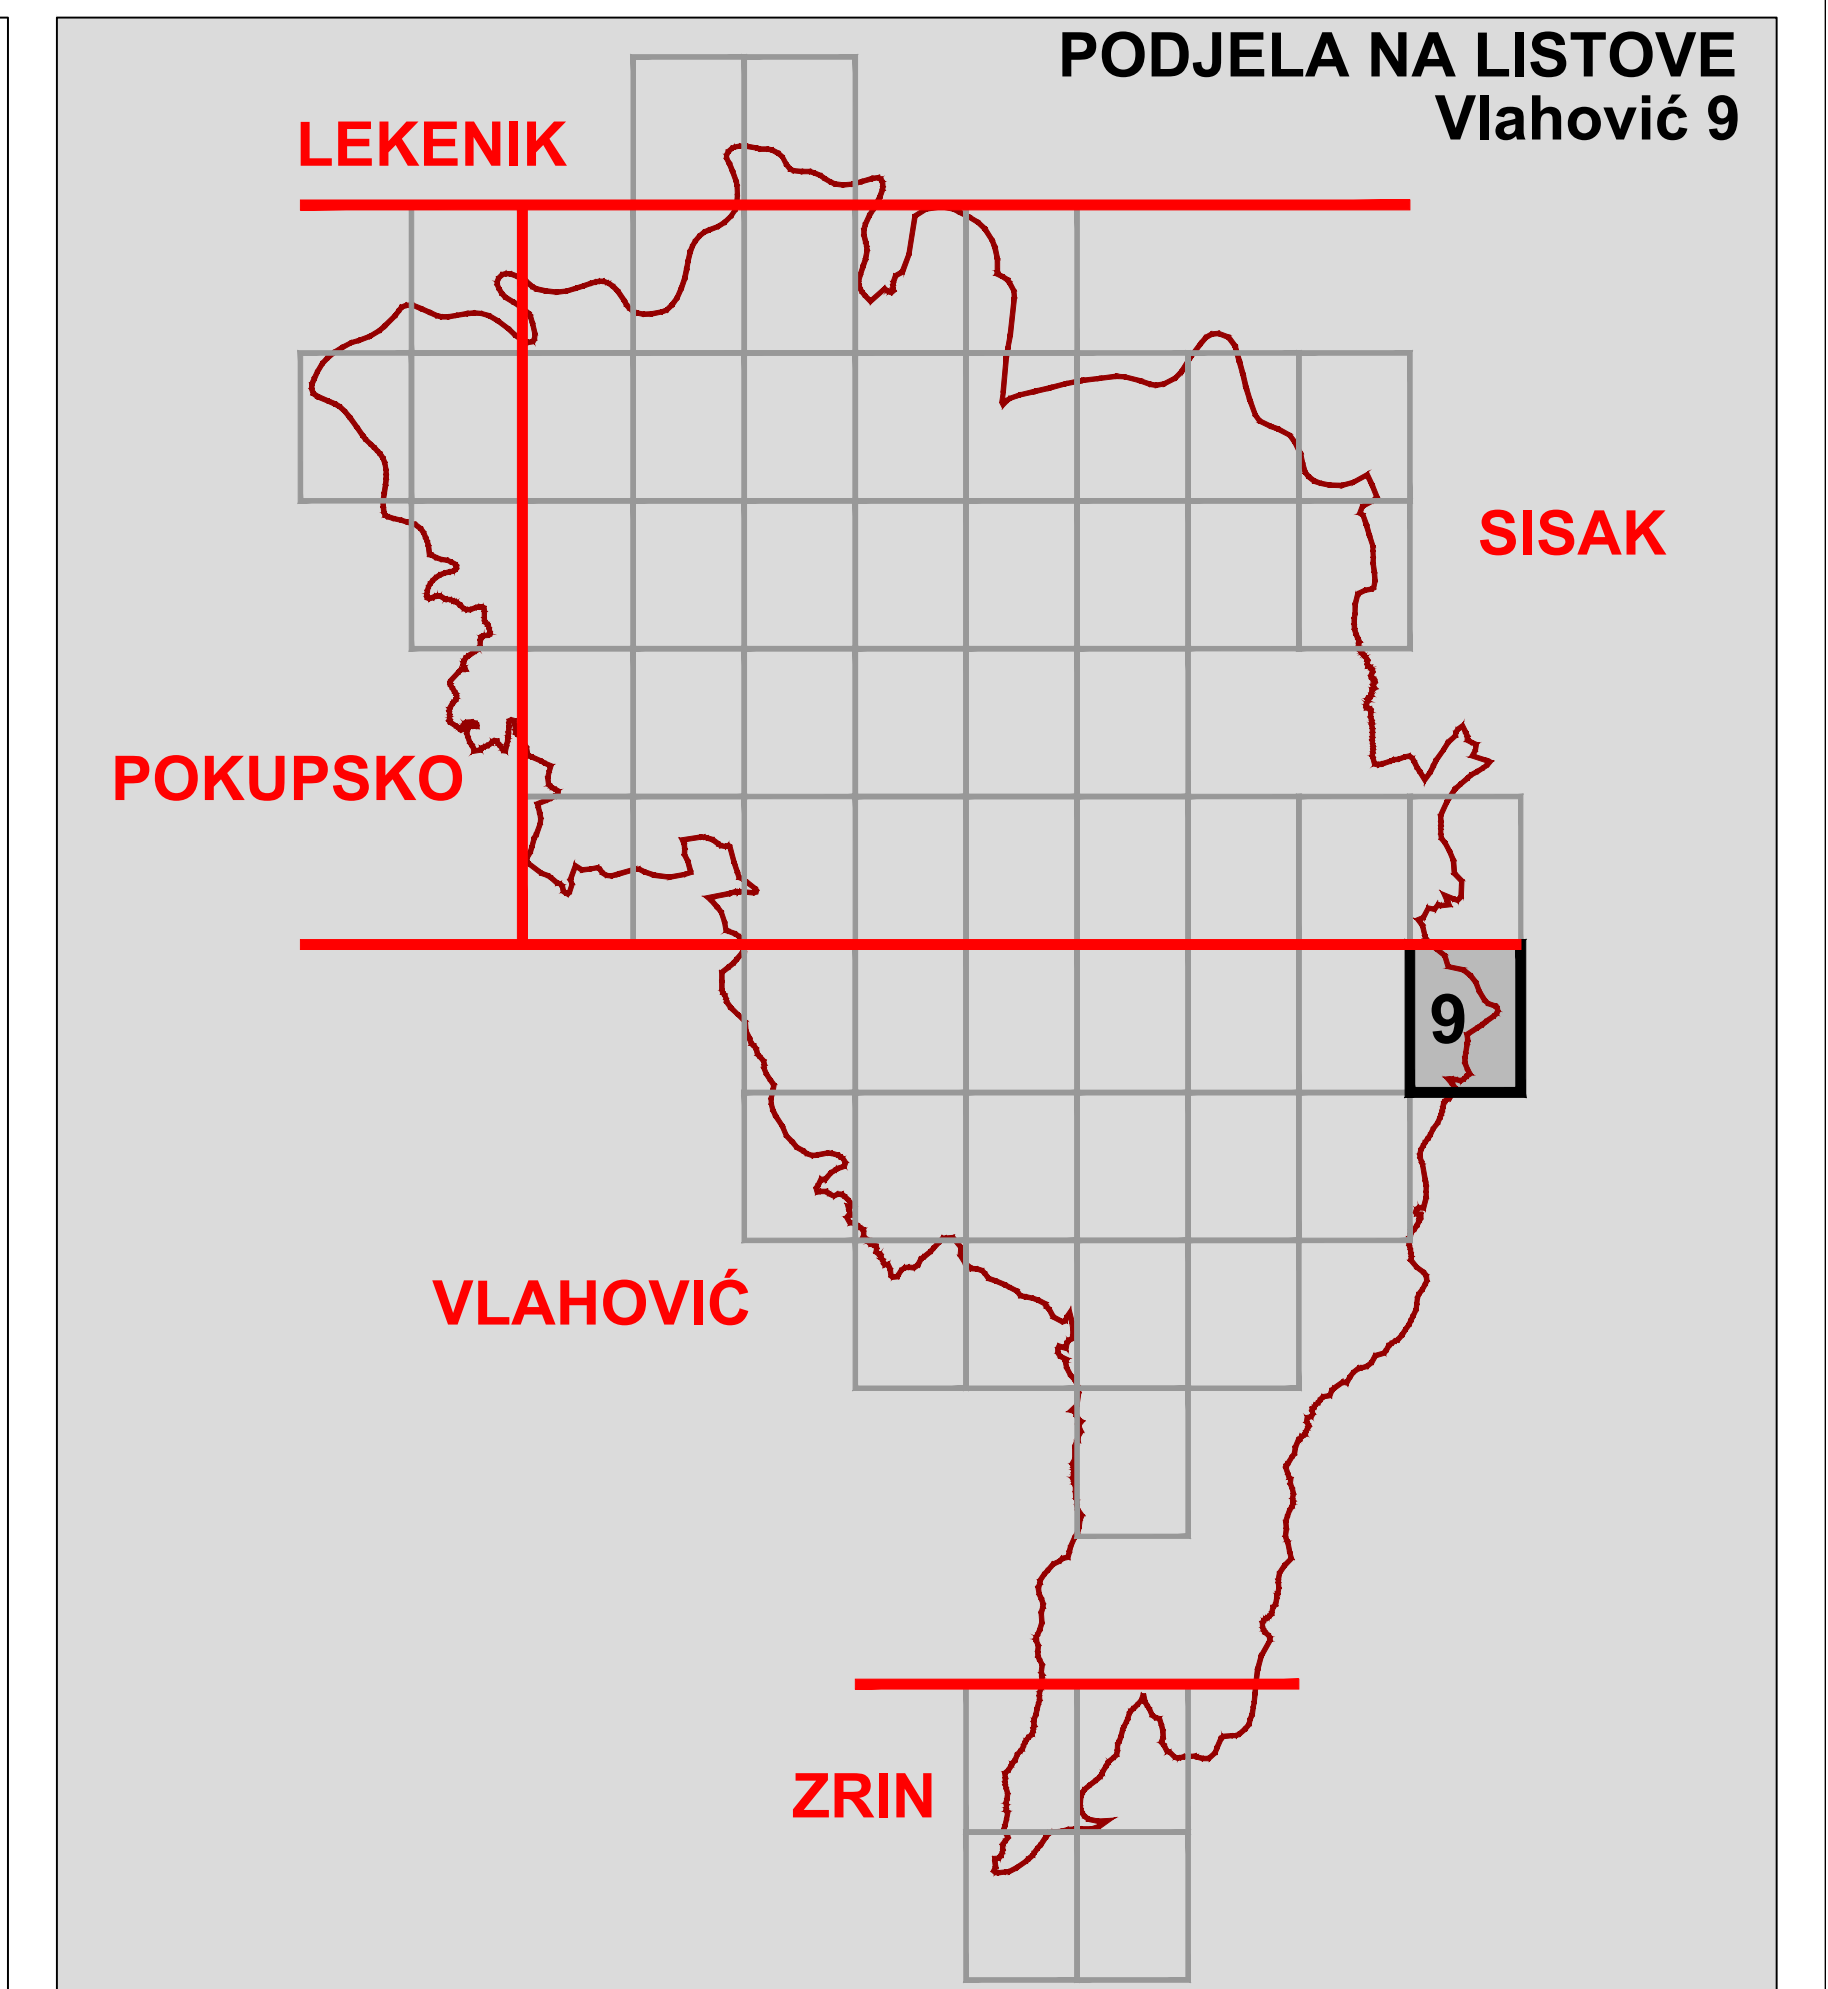 PODJELA NA LISTOVE
Vlahović 9
LEKENIK
SISAK
POKUPSKO
9
VLAHOVIĆ
ZRIN